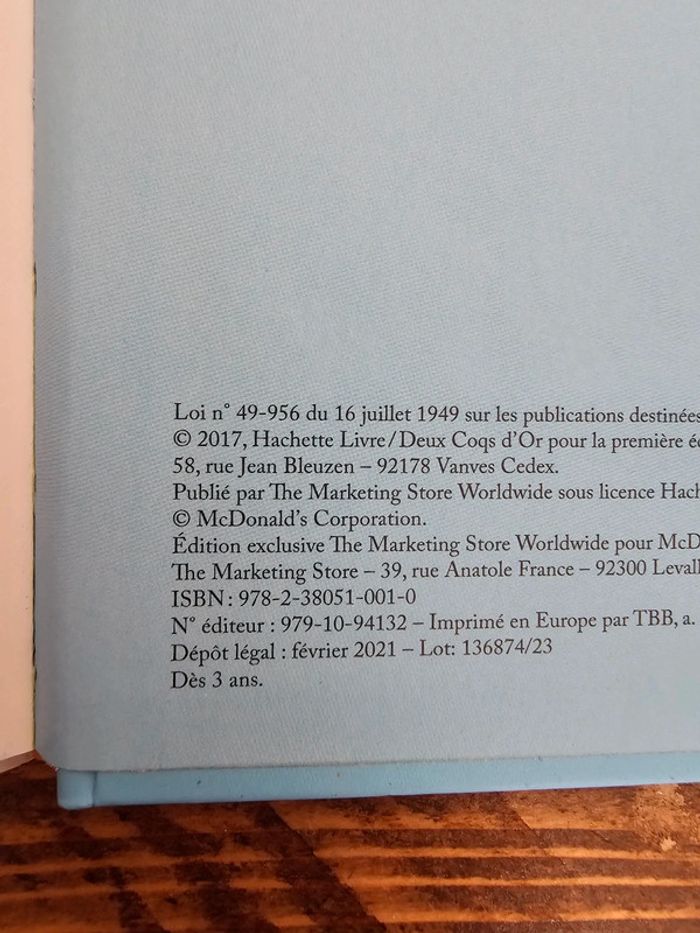 Loi n° 49-956 du 16 juillet 1949 sur les publications destinées
© 2017, Hachette Livre/Deux Coqs d'Or pour la première
58, rue Jean Bleuzen – 92178 Vanves Cedex.
Publié par The Marketing Store Worldwide sous licence
© McDonald's Corporation.
Édition exclusive The Marketing Store Worldwide pour
The Marketing Store – 39, rue Anatole France – 92300
ISBN : 978-2-38051-001-0
N° éditeur : 979-10-94132 – Imprimé en Europe par TBB, a.
Dépôt légal : février 2021 – Lot: 136874/23
Dès 3 ans.